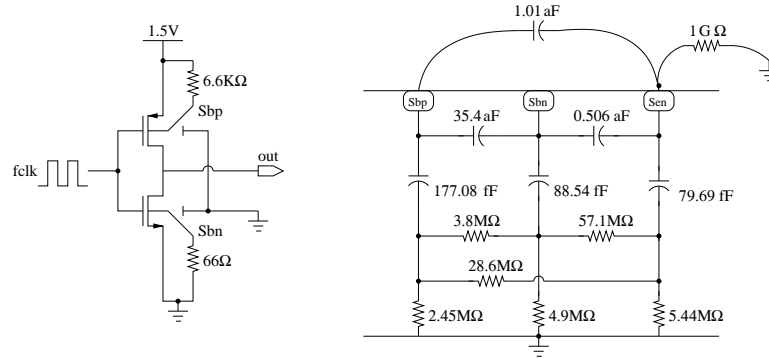 1.5V
6.6KΩ
Sbp
fclk
out
Sbn
66Ω
1.01 aF
1G Ω
Sbp
Sbn
Sen
35.4 aF
0.506 aF
177.08 fF
88.54 fF
79.69 fF
3.8MΩ
57.1MΩ
28.6MΩ
2.45MΩ
4.9MΩ
5.44MΩ